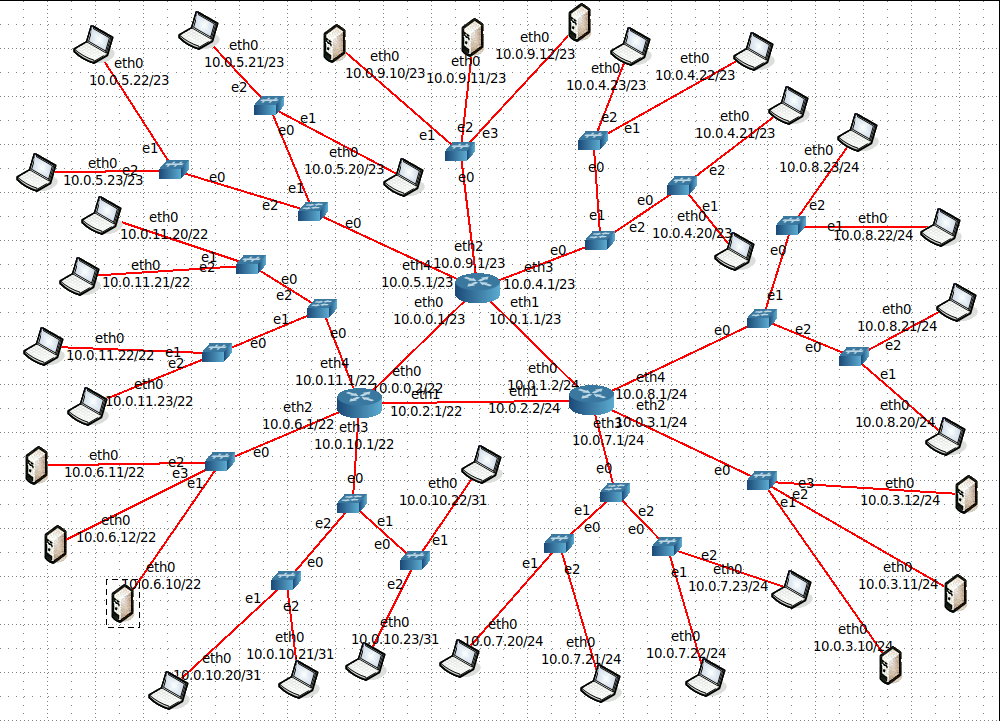 eth0
10.0.5.22/23
eth0
10.0.5.21/23
eth0
10.0.9.10/23
eth0
10.0.9.11/23
eth0
10.0.9.12/23
eth0
10.0.4.23/23
eth0
10.0.4.22/23
eth0
10.0.4.21/23
eth0
10.0.8.23/24
e2
e0
e1
e1
e2
e3
e0
e2
e1
e0
eth0
10.0.5.20/23
e1
e2
e0
eth0
10.0.5.23/23
e1
e2
e0
e2
e1
e0
eth0
10.0.4.20/23
e1
e2
e0
e2
e1
e0
eth0
10.0.8.22/24
eth0
10.0.11.20/22
eth0
10.0.11.21/22
e1
e2
e0
e2
e1
e0
eth2
10.0.9.1/23
eth4
10.0.5.1/23
eth3
10.0.4.1/23
eth0
10.0.0.1/23
eth1
10.0.1.1/23
e1
e0
e2
e0
e2
e1
eth0
10.0.8.21/24
eth0
10.0.8.20/24
eth0
10.0.11.22/22
e1
e2
e0
eth0
10.0.11.23/22
eth4
10.0.11.1/22
eth0
10.0.0.2/22
eth1
10.0.2.1/22
eth0
10.0.1.2/24
eth1
10.0.2.2/24
eth4
10.0.8.1/24
eth2
10.0.3.1/24
eth3
10.0.7.1/24
eth2
10.0.6.1/22
eth3
10.0.10.1/22
eth0
10.0.6.11/22
e2
e3
e1
e0
eth0
10.0.6.12/22
eth0
10.0.6.10/22
e0
e2
e1
e0
e1
e2
e0
e1
e2
eth0
10.0.10.22/31
eth0
10.0.10.20/31
eth0
10.0.10.21/31
eth0
10.0.10.23/31
e0
e1
e2
e0
e1
e2
e0
e2
e1
eth0
10.0.7.20/24
eth0
10.0.7.21/24
eth0
10.0.7.22/24
eth0
10.0.7.23/24
e0
e3
e2
e1
eth0
10.0.3.12/24
eth0
10.0.3.11/24
eth0
10.0.3.10/24